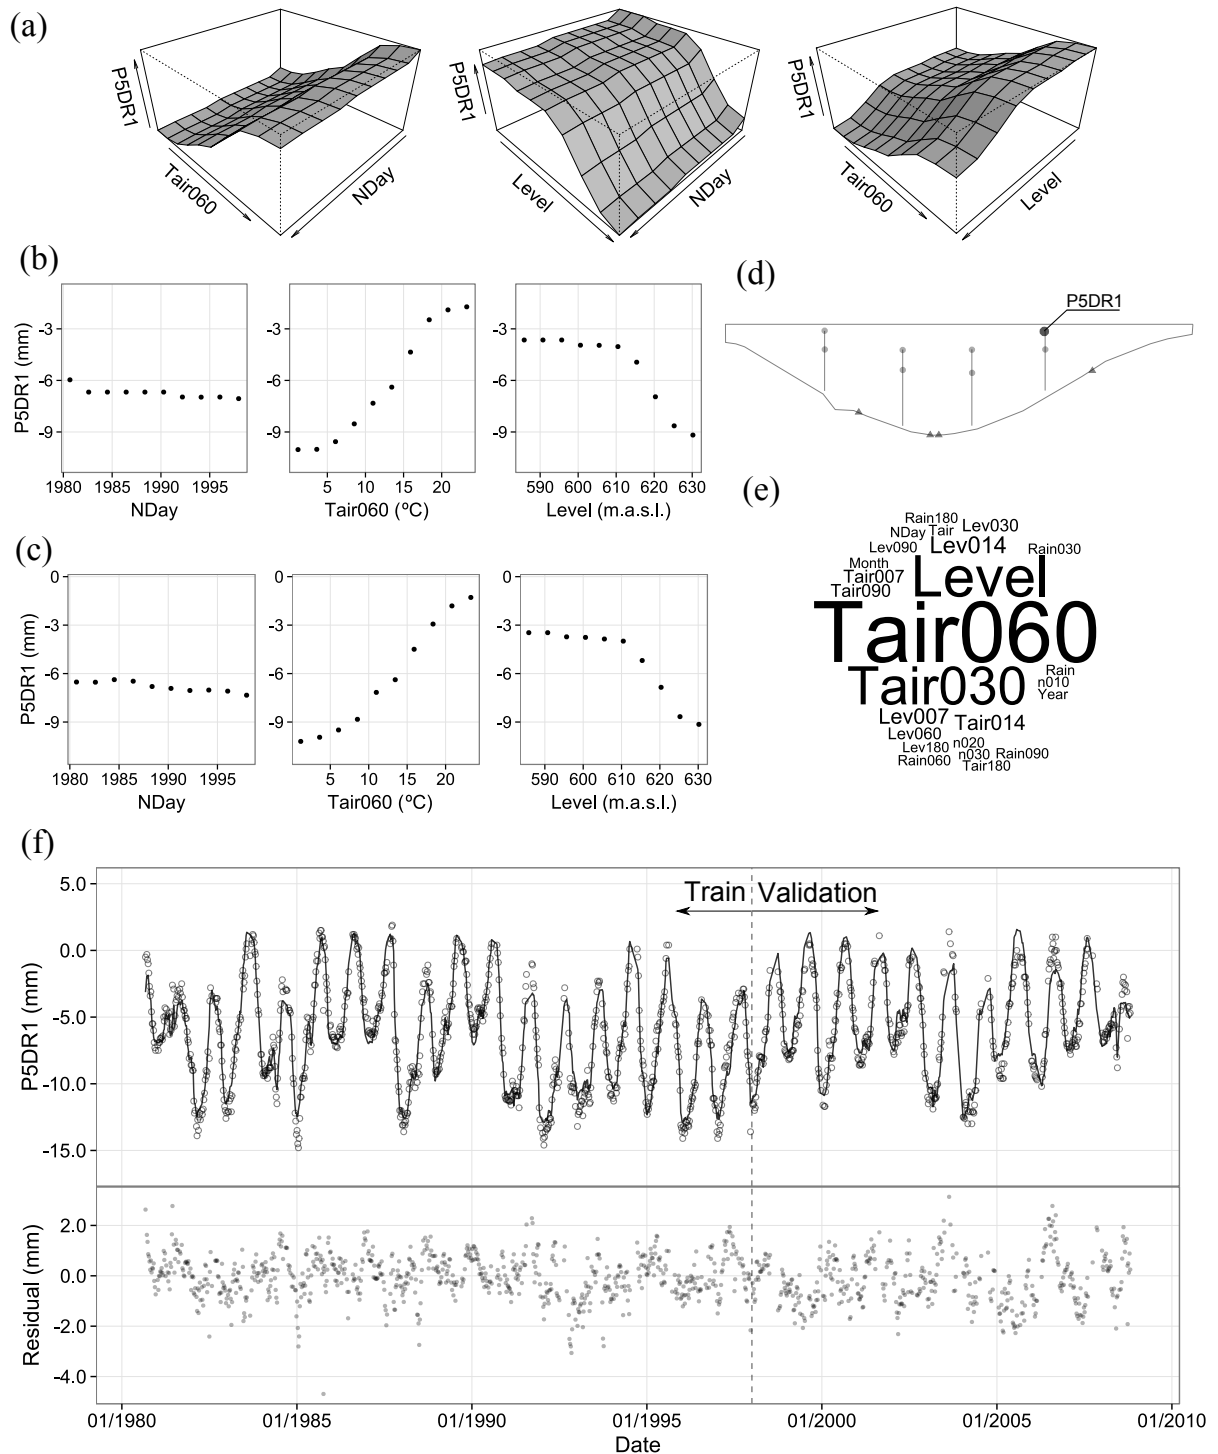 (a)
P5DR1
Tair060
NDay
P5DR1
Level
NDay
P5DR1
Tair060
Level
(b)
P5DR1 (mm)
-3
-6
-9
1980 1985 1990 1995
NDay
5 10 15 20
Tair060 (ºC)
590 600 610 620 630
Level (m.a.s.l.)
(c)
P5DR1 (mm)
0
-3
-6
-9
1980 1985 1990 1995
NDay
0
-3
-6
-9
5 10 15 20
Tair060 (ºC)
0
-3
-6
-9
590 600 610 620 630
Level (m.a.s.l.)
(d)
P5DR1
(e)
Rain180
NDay Tair Lev030
Lev090 Lev014 Rain030
Month
Tair007 Level
Tair090
Tair060
Tair030 Rain
n010
Year
Lev007 Tair014
Lev060
Lev180 n020
Rain060 n030 Rain090
Tair180
(f)
P5DR1 (mm)
5.0
0.0
-5.0
-10.0
-15.0
Train Validation
Residual (mm)
2.0
0.0
-2.0
-4.0
01/1980 01/1985 01/1990 01/1995 01/2000 01/2005 01/2010
Date